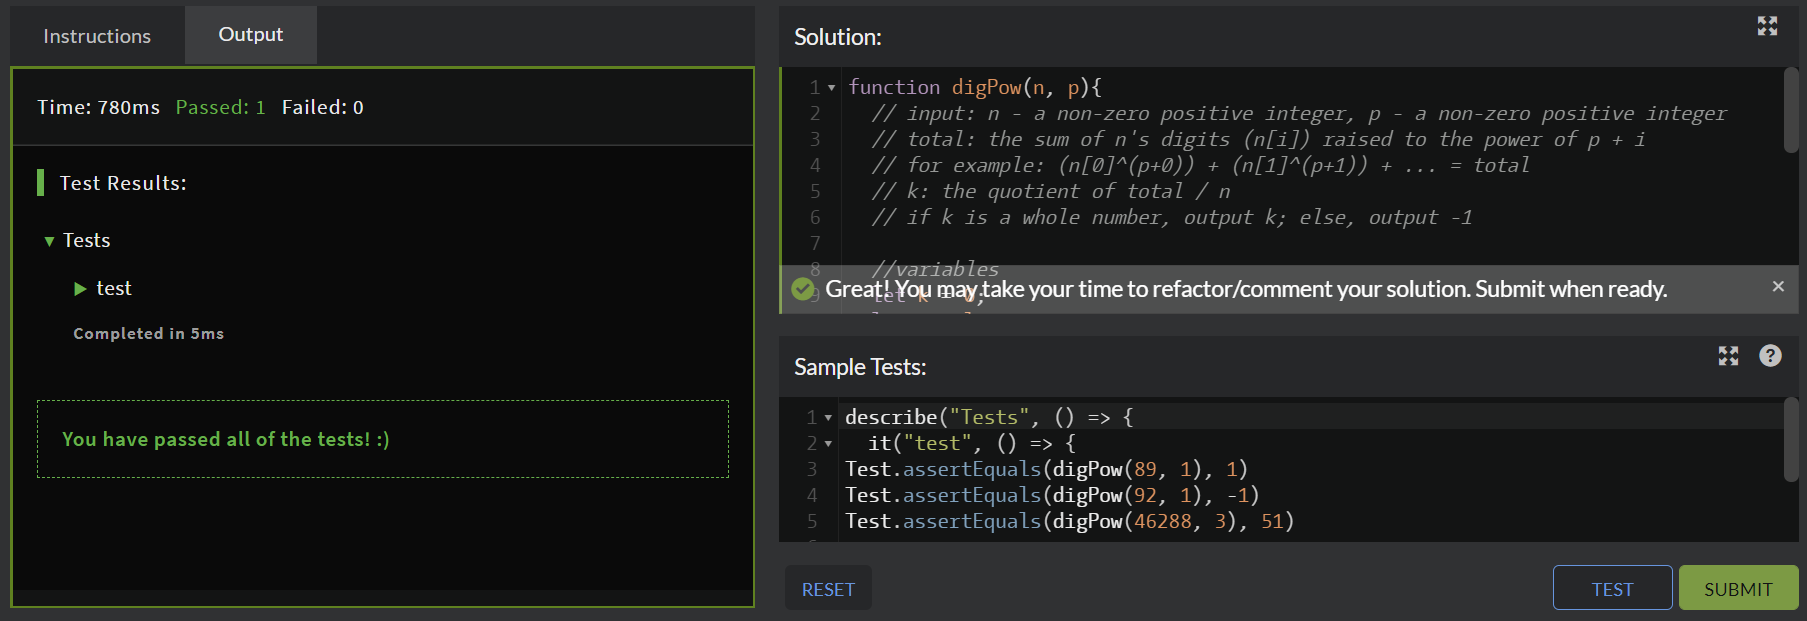 Instructions
Output
Time: 780ms Passed: 1 Failed: 0
Test Results:
Tests
test
Completed in 5ms
You have passed all of the tests! :)
Solution:
1 function digPow(n, p){
2 // input: n - a non-zero positive integer, p - a non-zero positive integer
3 // total: the sum of n's digits (n[i]) raised to the power of p + i
4 // for example: (n[0]^(p+0)) + (n[1]^(p+1)) + ... = total
5 // k: the quotient of total / n
6 // if k is a whole number, output k; else, output -1
7
8 //variables
9 let k = 0;
Great! You may take your time to refactor/comment your solution. Submit when ready.
Sample Tests:
1 describe("Tests", () => {
2 it("test", () => {
3 Test.assertEquals(digPow(89, 1), 1)
4 Test.assertEquals(digPow(92, 1), -1)
5 Test.assertEquals(digPow(46288, 3), 51)
RESET
TEST
SUBMIT